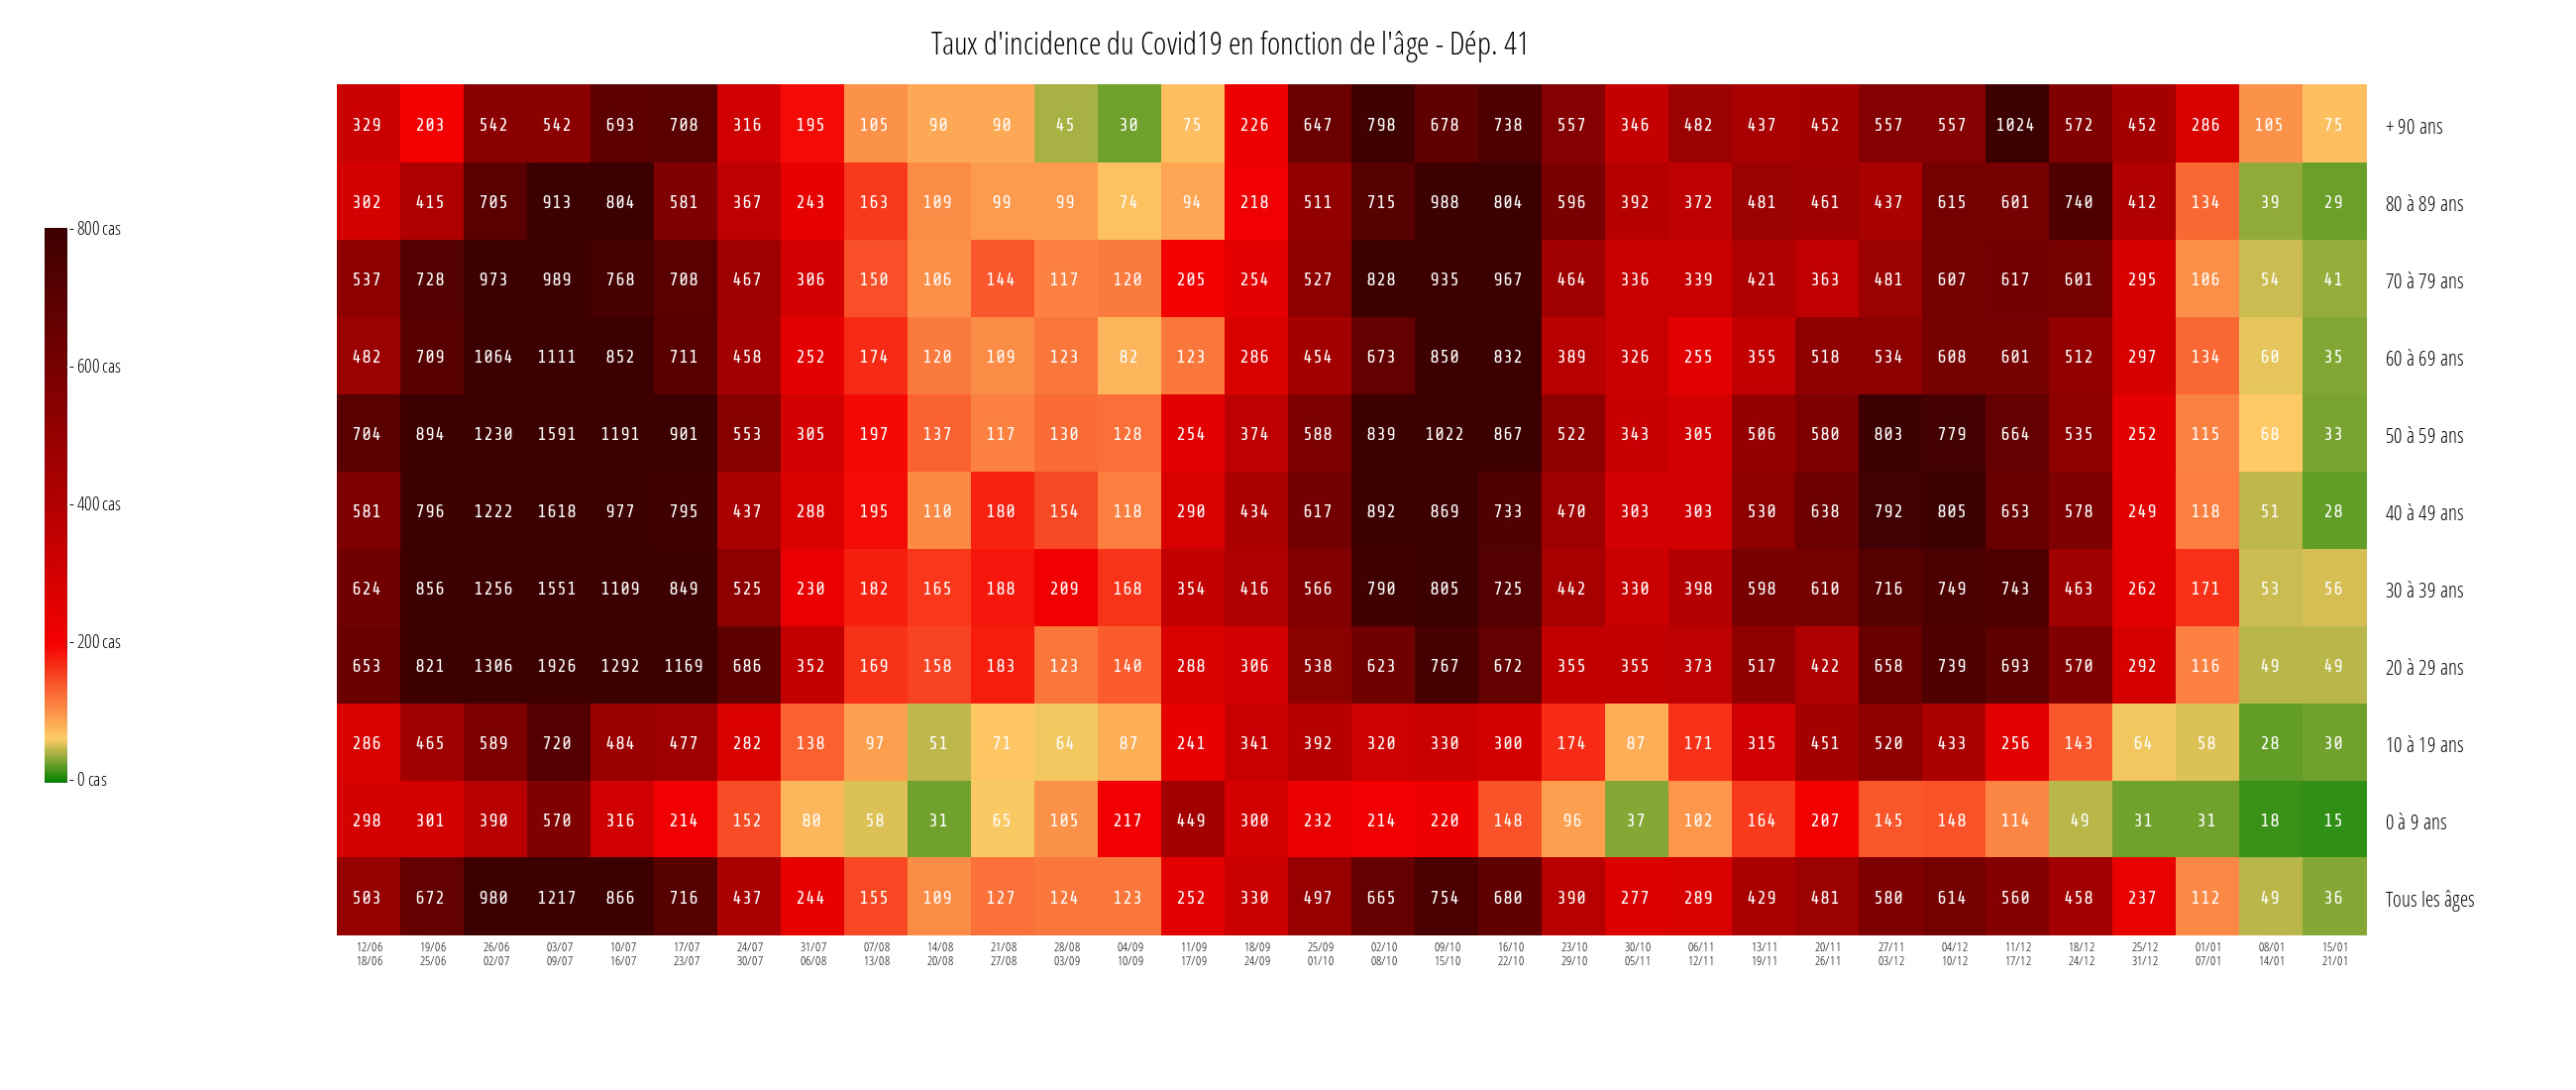 Taux d'incidence du Covid19 en fonction de l'âge - Dép. 41
329 203 542 542 693 708 316 195 105 90 90 45 30 75 226 647 798 678 738 557 346 482 437 452 557 557 1024 572 452 286 105 75 + 90 ans
302 415 705 913 804 581 367 243 163 109 99 99 74 94 218 511 715 988 804 596 392 372 481 461 437 615 601 740 412 134 39 29 80 à 89 ans
537 728 973 989 768 708 467 306 150 106 144 117 120 205 254 527 828 935 967 464 336 339 421 363 481 607 617 601 295 106 54 41 70 à 79 ans
482 709 1064 1111 852 711 458 252 174 120 109 123 82 123 286 454 673 850 832 389 326 255 355 518 534 608 601 512 297 134 60 35 60 à 69 ans
704 894 1230 1591 1191 901 553 305 197 137 117 130 128 254 374 588 839 1022 867 522 343 305 506 580 803 779 664 535 252 115 68 33 50 à 59 ans
581 796 1222 1618 977 795 437 288 195 110 180 154 118 290 434 617 892 869 733 470 303 303 530 638 792 805 653 578 249 118 51 28 40 à 49 ans
624 856 1256 1551 1109 849 525 230 182 165 188 209 168 354 416 566 790 805 725 442 330 398 598 610 716 749 743 463 262 171 53 56 30 à 39 ans
653 821 1306 1926 1292 1169 686 352 169 158 183 123 140 288 306 538 623 767 672 355 355 373 517 422 658 739 693 570 292 116 49 49 20 à 29 ans
286 465 589 720 484 477 282 138 97 51 71 64 87 241 341 392 320 330 300 174 87 171 315 451 520 433 256 143 64 58 28 30 10 à 19 ans
298 301 390 570 316 214 152 80 58 31 65 105 217 449 300 232 214 220 148 96 37 102 164 207 145 148 114 49 31 31 18 15 0 à 9 ans
503 672 980 1217 866 716 437 244 155 109 127 124 123 252 330 497 665 754 680 390 277 289 429 481 580 614 560 458 237 112 49 36 Tous les âges
12/06 19/06 26/06 03/07 10/07 17/07 24/07 31/07 07/08 14/08 21/08 28/08 04/09 11/09 18/09 25/09 02/10 09/10 16/10 23/10 30/10 06/11 13/11 20/11 27/11 04/12 11/12 18/12 25/12 01/01 08/01 15/01
18/06 25/06 02/07 09/07 16/07 23/07 30/07 06/08 13/08 20/08 27/08 03/09 10/09 17/09 24/09 01/10 08/10 15/10 22/10 29/10 05/11 12/11 19/11 26/11 03/12 10/12 17/12 24/12 31/12 07/01 14/01 21/01
- 800 cas
- 600 cas
- 400 cas
- 200 cas
- 0 cas